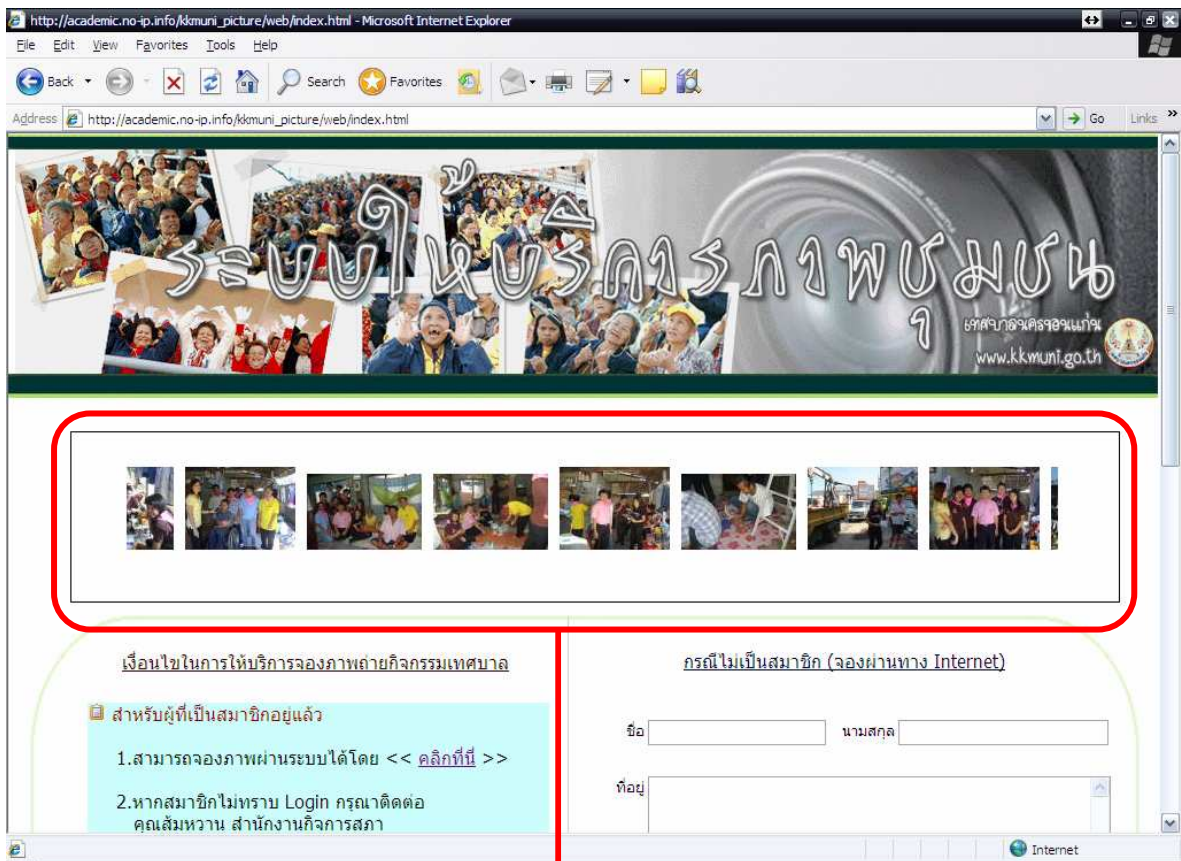 http://academic.no-ip.info/kkmuni_picture/web/index.html - Microsoft Internet Explorer
File Edit View Favorites Tools Help
Back Search Favorites
Address http://academic.no-ip.info/kkmuni_picture/web/index.html Go Links »
ระบบให้บริการภาพชุมชน
เทศบาลนครขอนแก่น
www.kkmuni.go.th
เงื่อนไขในการให้บริการจองภาพถ่ายกิจกรรมเทศบาล
สำหรับผู้ที่เป็นสมาชิกอยู่แล้ว
1.สามารถจองภาพผ่านระบบได้โดย << คลิกที่นี่ >>
2.หากสมาชิกไม่ทราบ Login กรุณาติดต่อ
คุณส้มหวาน สำนักงานกิจการสภา
กรณีไม่เป็นสมาชิก (จองผ่านทาง Internet)
ชื่อ นามสกุล
ที่อยู่
Internet